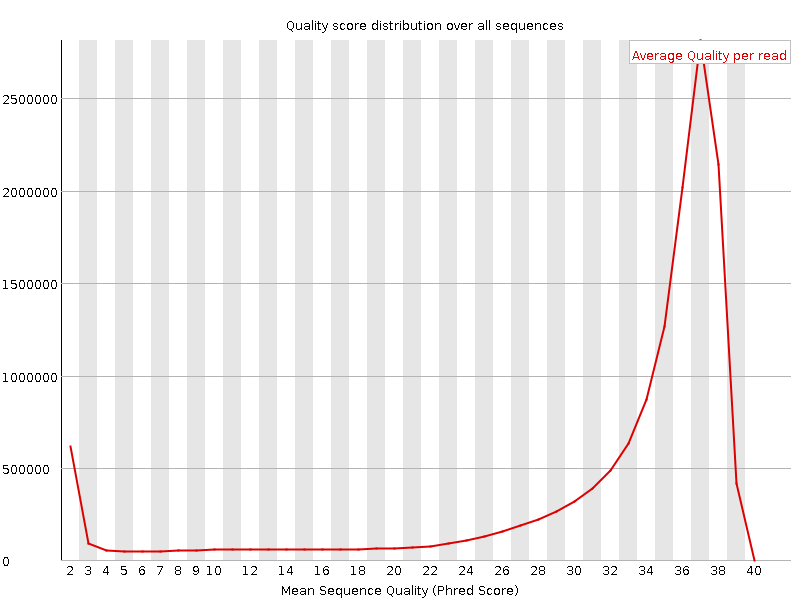 Quality score distribution over all sequences
Average Quality per read
2500000
2000000
1500000
1000000
500000
0
2 3 4 5 6 7 8 9 10 12 14 16 18 20 22 24 26 28 30 32 34 36 38 40
Mean Sequence Quality (Phred Score)